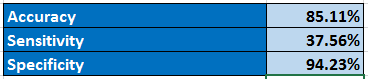 Accuracy 85.11%
Sensitivity 37.56%
Specificity 94.23%